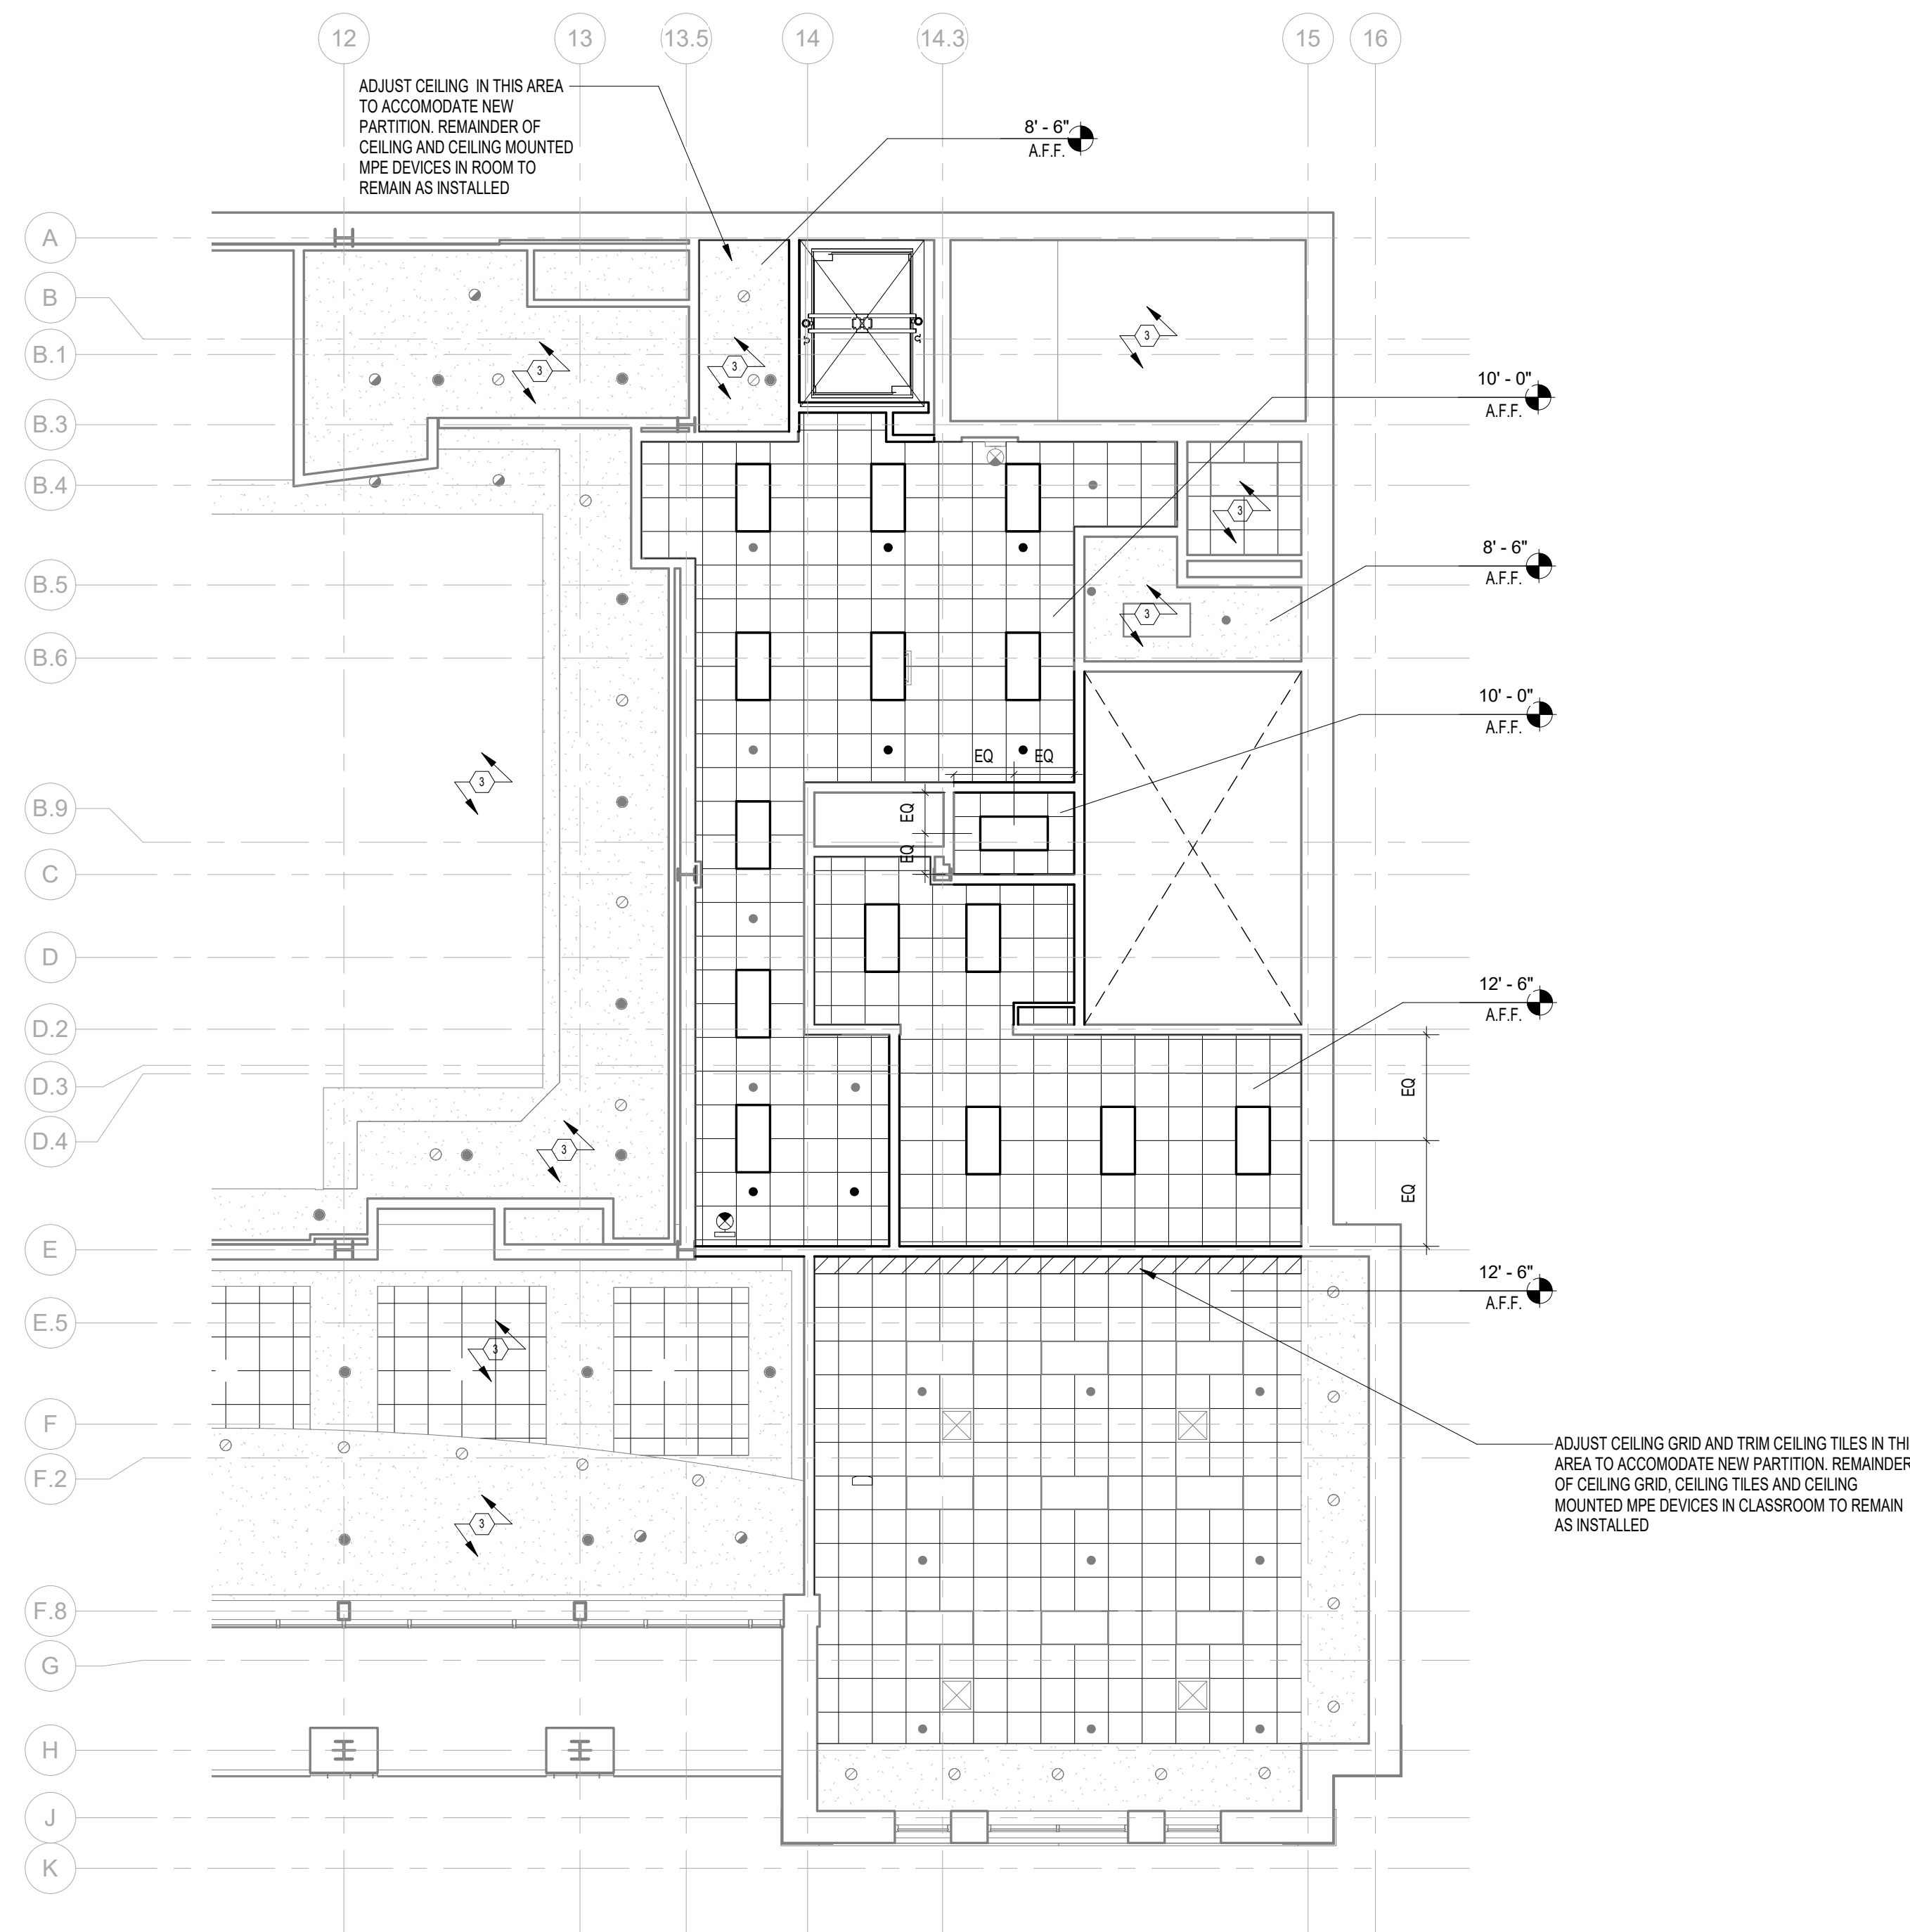 12
13
13.5
14
14.3
15
16
ADJUST CEILING IN THIS AREA
TO ACCOMODATE NEW
PARTITION. REMAINDER OF
CEILING AND CEILING MOUNTED
MPE DEVICES IN ROOM TO
REMAIN AS INSTALLED
8' - 6"
A.F.F.
A
B
B.1
B.3
B.4
B.5
B.6
B.9
C
D
D.2
D.3
D.4
E
E.5
F
F.2
F.8
G
H
J
K
3
3
3
3
3
3
3
3
3
10' - 0"
A.F.F.
8' - 6"
A.F.F.
10' - 0"
A.F.F.
EQ
EQ
EQ
EQ
12' - 6"
A.F.F.
EQ
EQ
12' - 6"
A.F.F.
ADJUST CEILING GRID AND TRIM CEILING TILES IN THI
AREA TO ACCOMODATE NEW PARTITION. REMAINDER
OF CEILING GRID, CEILING TILES AND CEILING
MOUNTED MPE DEVICES IN CLASSROOM TO REMAIN
AS INSTALLED